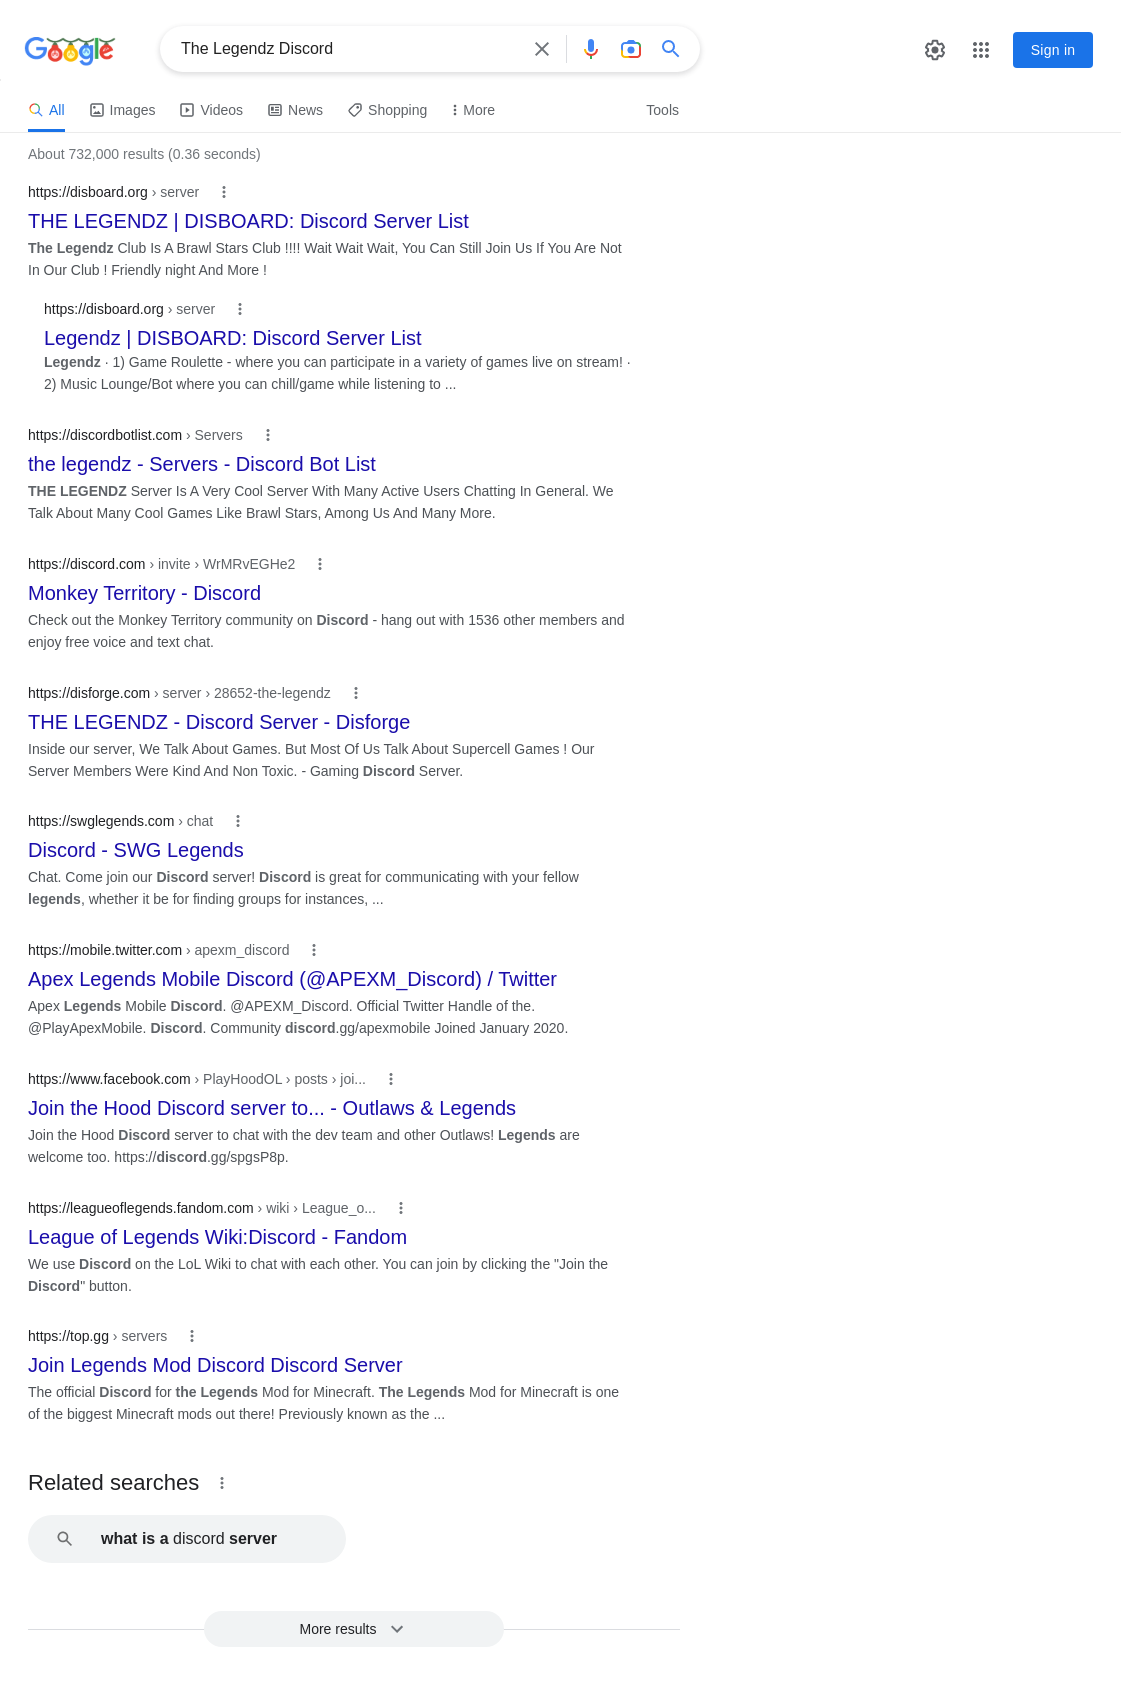 Google
The Legendz Discord
Sign in
All Images Videos News Shopping More Tools
About 732,000 results (0.36 seconds)
https://disboard.org › server
THE LEGENDZ | DISBOARD: Discord Server List
The Legendz Club Is A Brawl Stars Club !!!! Wait Wait Wait, You Can Still Join Us If You Are Not
In Our Club ! Friendly night And More !
https://disboard.org › server
Legendz | DISBOARD: Discord Server List
Legendz · 1) Game Roulette - where you can participate in a variety of games live on stream! ·
2) Music Lounge/Bot where you can chill/game while listening to ...
https://discordbotlist.com › Servers
the legendz - Servers - Discord Bot List
THE LEGENDZ Server Is A Very Cool Server With Many Active Users Chatting In General. We
Talk About Many Cool Games Like Brawl Stars, Among Us And Many More.
https://discord.com › invite › WrMRvEGHe2
Monkey Territory - Discord
Check out the Monkey Territory community on Discord - hang out with 1536 other members and
enjoy free voice and text chat.
https://disforge.com › server › 28652-the-legendz
THE LEGENDZ - Discord Server - Disforge
Inside our server, We Talk About Games. But Most Of Us Talk About Supercell Games ! Our
Server Members Were Kind And Non Toxic. - Gaming Discord Server.
https://swglegends.com › chat
Discord - SWG Legends
Chat. Come join our Discord server! Discord is great for communicating with your fellow
legends, whether it be for finding groups for instances, ...
https://mobile.twitter.com › apexm_discord
Apex Legends Mobile Discord (@APEXM_Discord) / Twitter
Apex Legends Mobile Discord. @APEXM_Discord. Official Twitter Handle of the.
@PlayApexMobile. Discord. Community discord.gg/apexmobile Joined January 2020.
https://www.facebook.com › PlayHoodOL › posts › joi...
Join the Hood Discord server to... - Outlaws & Legends
Join the Hood Discord server to chat with the dev team and other Outlaws! Legends are
welcome too. https://discord.gg/spgsP8p.
https://leagueoflegends.fandom.com › wiki › League_o...
League of Legends Wiki:Discord - Fandom
We use Discord on the LoL Wiki to chat with each other. You can join by clicking the "Join the
Discord" button.
https://top.gg › servers
Join Legends Mod Discord Discord Server
The official Discord for the Legends Mod for Minecraft. The Legends Mod for Minecraft is one
of the biggest Minecraft mods out there! Previously known as the ...
Related searches
what is a discord server
More results